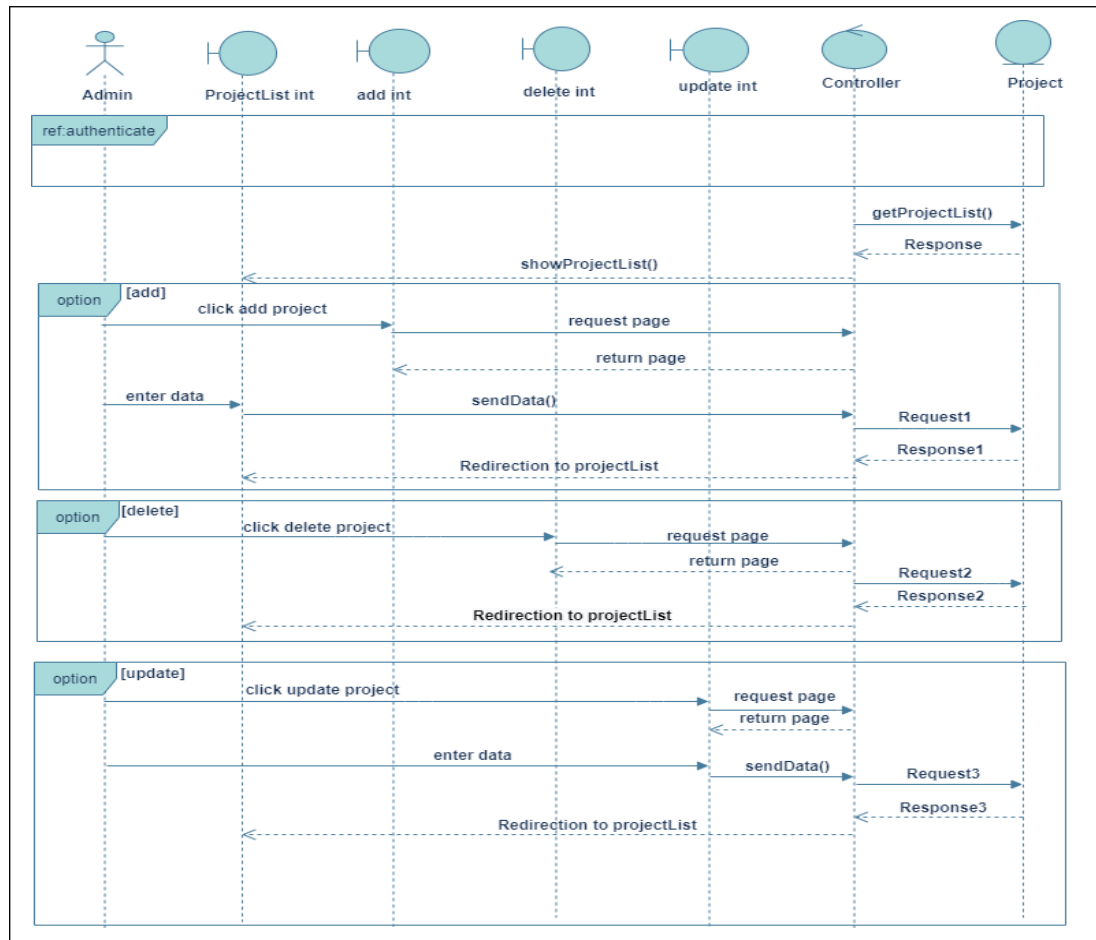 Admin
ProjectList int
add int
delete int
update int
Controller
Project
ref:authenticate
getProjectList()
Response
showProjectList()
option
[add]
click add project
request page
return page
enter data
sendData()
Request1
Response1
Redirection to projectList
option
[delete]
click delete project
request page
return page
Request2
Response2
Redirection to projectList
option
[update]
click update project
request page
return page
enter data
sendData()
Request3
Response3
Redirection to projectList